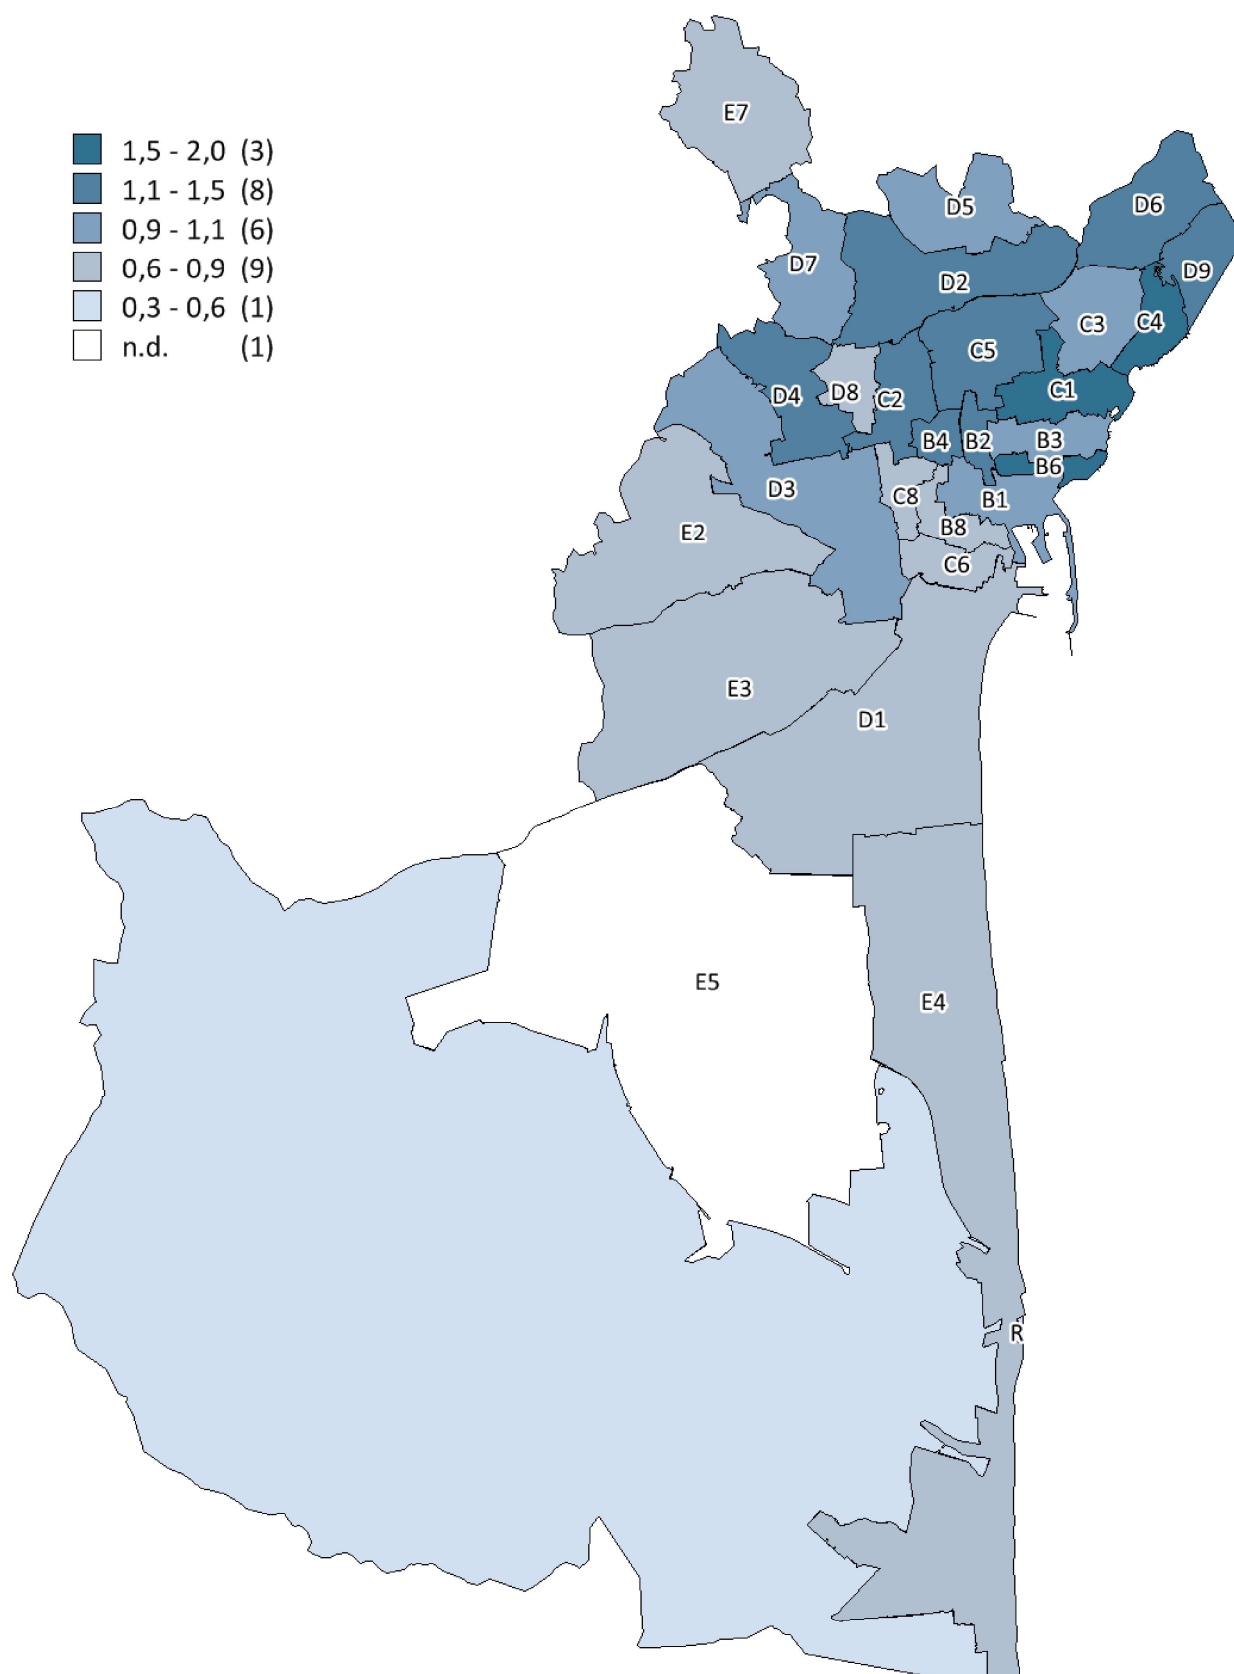 1,5 - 2,0 (3)
1,1 - 1,5 (8)
0,9 - 1,1 (6)
0,6 - 0,9 (9)
0,3 - 0,6 (1)
n.d. (1)
E7
D5
D6
D7
D2
D9
C3
C4
C5
D4
D8
C2
C1
B4
B2
B3
B6
D3
C8
B1
E2
B8
C6
E3
D1
E5
E4
R